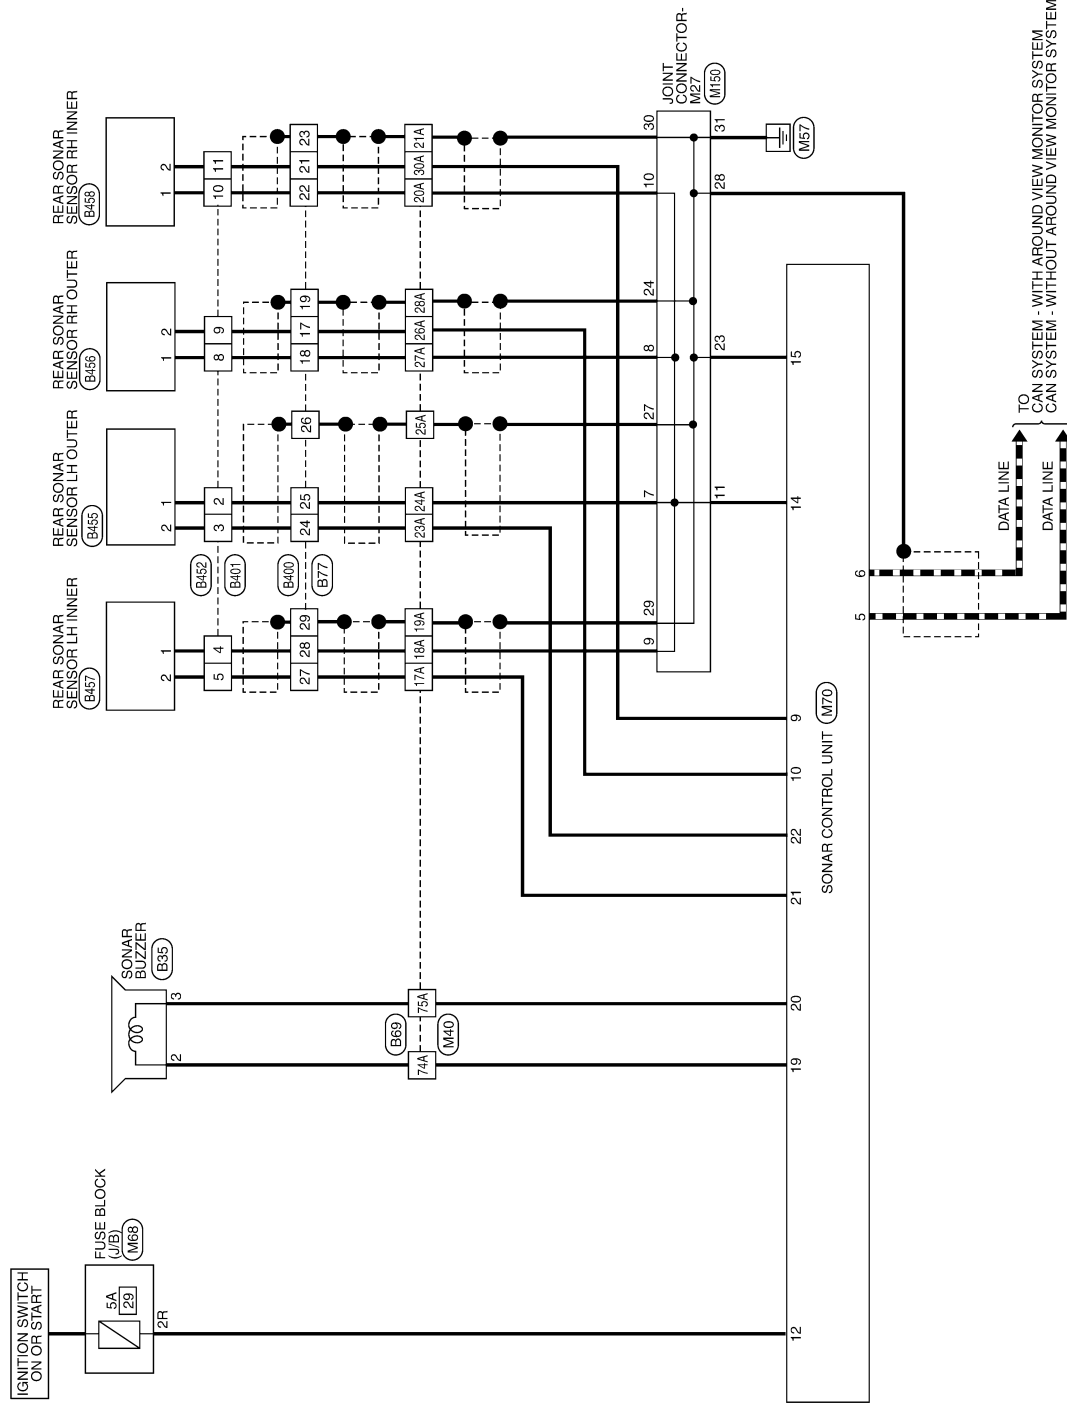 IGNITION SWITCH
ON OR START
FUSE BLOCK
(J/B)
M68
5A
29
2R
SONAR
BUZZER
B35
2
3
REAR SONAR
SENSOR LH INNER
B457
2
1
REAR SONAR
SENSOR LH OUTER
B455
2
1
REAR SONAR
SENSOR RH OUTER
B456
1
2
REAR SONAR
SENSOR RH INNER
B458
1
2
5
4
B452
B401
3
2
8
9
10
11
27
28
29
B400
B77
24
25
26
18
17
19
22
21
23
74A
B69
M40
75A
17A
18A
19A
23A
24A
25A
27A
26A
28A
20A
30A
21A
JOINT
CONNECTOR-
M27
M150
9
29
7
27
8
24
10
30
11
23
28
31
M57
12
19
20
21
22
10
9
14
15
SONAR CONTROL UNIT
M70
5
6
DATA LINE
DATA LINE
TO
CAN SYSTEM - WITH AROUND VIEW MONITOR SYSTEM
CAN SYSTEM - WITHOUT AROUND VIEW MONITOR SYSTEM